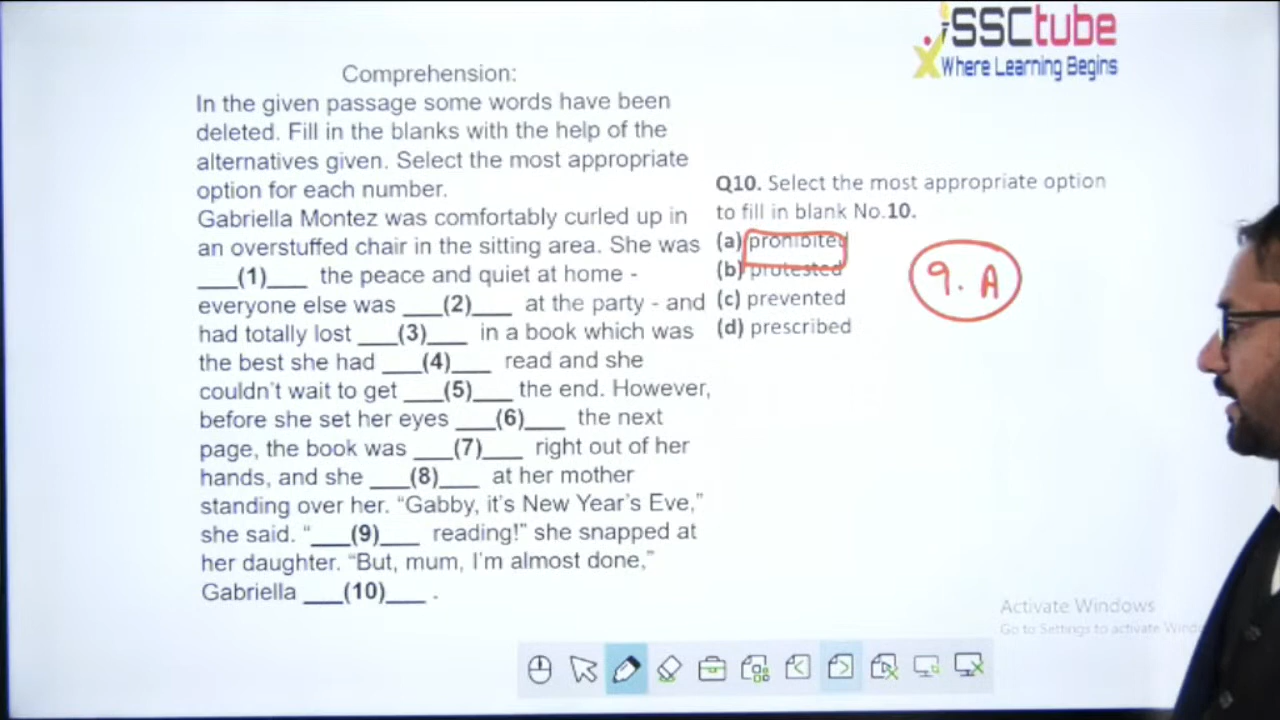 SSCtube
Where Learning Begins
Comprehension:
In the given passage some words have been
deleted. Fill in the blanks with the help of the
alternatives given. Select the most appropriate
option for each number.
Gabriella Montez was comfortably curled up in
an overstuffed chair in the sitting area. She was
___(1)___ the peace and quiet at home -
everyone else was ___(2)___ at the party - and
had totally lost ___(3)___ in a book which was
the best she had ___(4)___ read and she
couldn't wait to get ___(5)___ the end. However,
before she set her eyes ___(6)___ the next
page, the book was ___(7)___ right out of her
hands, and she ___(8)___ at her mother
standing over her. “Gabby, it's New Year's Eve,”
she said. “___(9)___ reading!” she snapped at
her daughter. “But, mum, I'm almost done,”
Gabriella ___(10)___ .
Q10. Select the most appropriate option
to fill in blank No.10.
(a) prohibited
(b) protested
(c) prevented
(d) prescribed
9. A
Activate Windows
Go to Settings to activate Wind